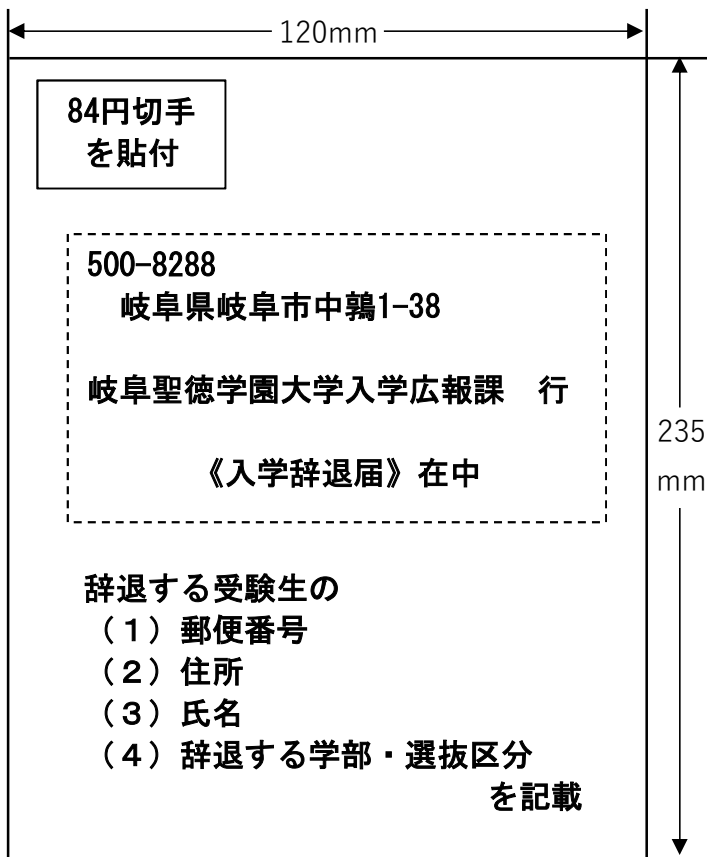 120mm
84円切手
を貼付
500-8288
岐阜県岐阜市中鶉1-38
岐阜聖徳学園大学入学広報課　行
《入学辞退届》在中
235
mm
辞退する受験生の
（１）郵便番号
（２）住所
（３）氏名
（４）辞退する学部・選抜区分
を記載